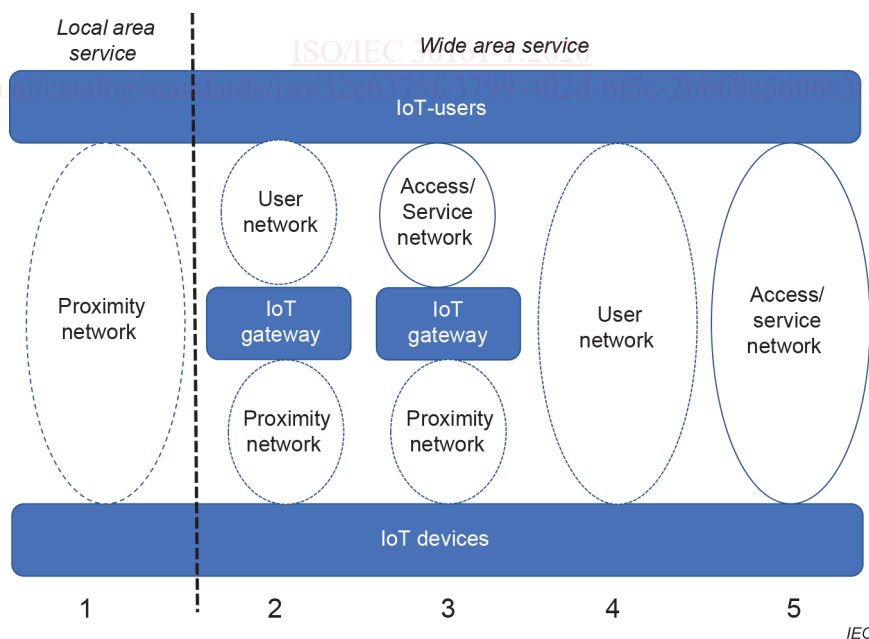 Local area
service
Wide area service
ISO/IEC 30161-1:2020
IoT-users
Proximity
network
User
network
IoT
gateway
Proximity
network
Access/
Service
network
IoT
gateway
Proximity
network
User
network
Access/
service
network
IoT devices
1
2
3
4
5
IEC